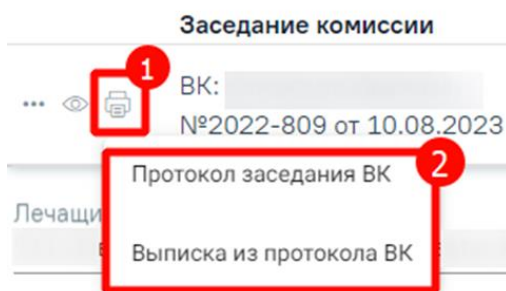 Заседание комиссии
1
ВК:
№2022-809 от 10.08.2023
2
Протокол заседания ВК
Лечащи
Выписка из протокола ВК